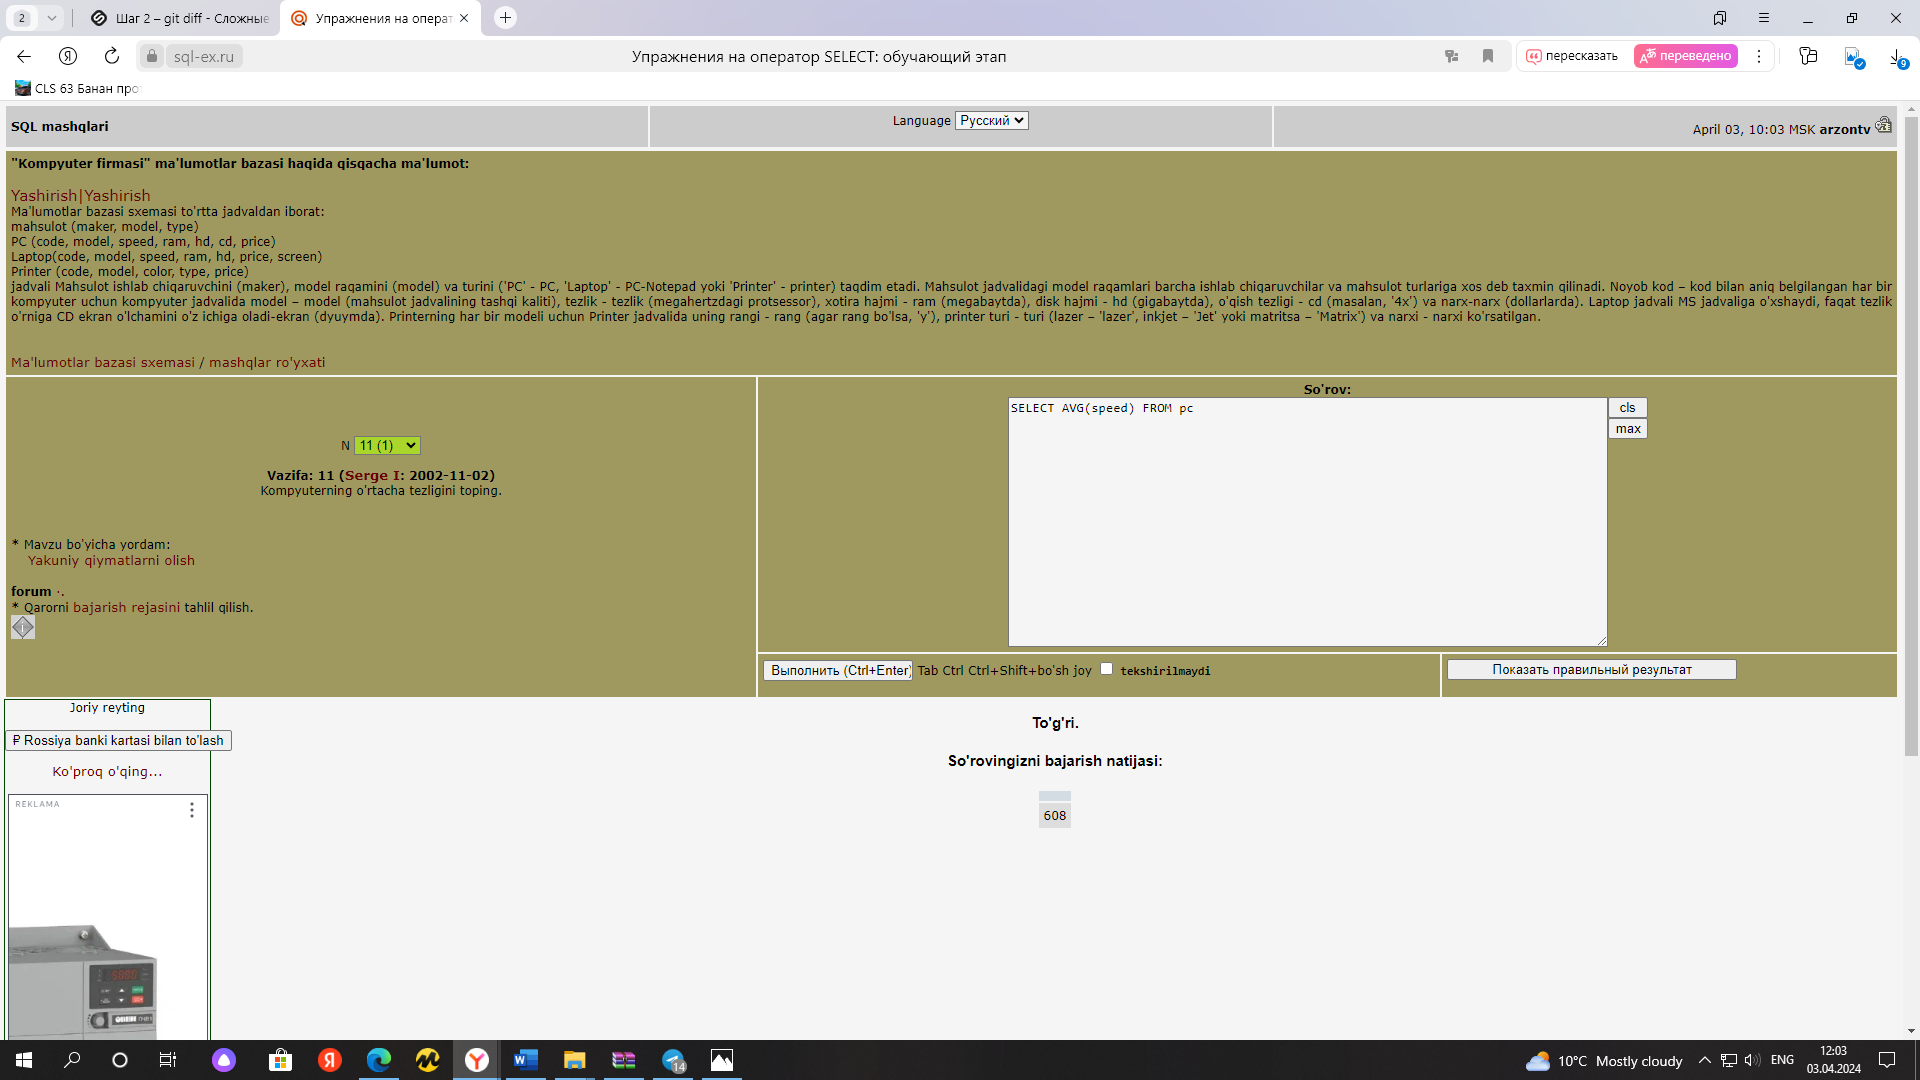 2
Шаг 2 – git diff - Сложные
Упражнения на операт
sql-ex.ru
Упражнения на оператор SELECT: обучающий этап
пересказать
переведено
9
CLS 63 Банан про
SQL mashqlari
Language Русский
April 03, 10:03 MSK arzontv
"Kompyuter firmasi" ma'lumotlar bazasi haqida qisqacha ma'lumot:
Yashirish|Yashirish
Ma'lumotlar bazasi sxemasi to'rtta jadvaldan iborat:
mahsulot (maker, model, type)
PC (code, model, speed, ram, hd, cd, price)
Laptop(code, model, speed, ram, hd, price, screen)
Printer (code, model, color, type, price)
jadvali Mahsulot ishlab chiqaruvchini (maker), model raqamini (model) va turini ('PC' - PC, 'Laptop' - PC-Notepad yoki 'Printer' - printer) taqdim etadi. Mahsulot jadvalidagi model raqamlari barcha ishlab chiqaruvchilar va mahsulot turlariga xos deb taxmin qilinadi. Noyob kod – kod bilan aniq belgilangan har bir
kompyuter uchun kompyuter jadvalida model – model (mahsulot jadvalining tashqi kaliti), tezlik - tezlik (megahertzdagi protsessor), xotira hajmi - ram (megabaytda), disk hajmi - hd (gigabaytda), o'qish tezligi - cd (masalan, '4x') va narx-narx (dollarlarda). Laptop jadvali MS jadvaliga o'xshaydi, faqat tezlik
o'rniga CD ekran o'lchamini o'z ichiga oladi-ekran (dyuymda). Printerning har bir modeli uchun Printer jadvalida uning rangi - rang (agar rang bo'lsa, 'y'), printer turi - turi (lazer – 'lazer', inkjet – 'Jet' yoki matritsa – 'Matrix') va narxi - narxi ko'rsatilgan.
Ma'lumotlar bazasi sxemasi / mashqlar ro'yxati
N 11 (1)
Vazifa: 11 (Serge I: 2002-11-02)
Kompyuterning o'rtacha tezligini toping.
* Mavzu bo'yicha yordam:
Yakuniy qiymatlarni olish
forum ·.
* Qarorni bajarish rejasini tahlil qilish.
So'rov:
SELECT AVG(speed) FROM pc
cls
max
Выполнить (Ctrl+Enter) Tab Ctrl Ctrl+Shift+bo'sh joy tekshirilmaydi
Показать правильный результат
Joriy reyting
₽ Rossiya banki kartasi bilan to'lash
Ko'proq o'qing...
REKLAMA
To'g'ri.
So'rovingizni bajarish natijasi:
608
14
10°C Mostly cloudy
ENG
12:03
03.04.2024